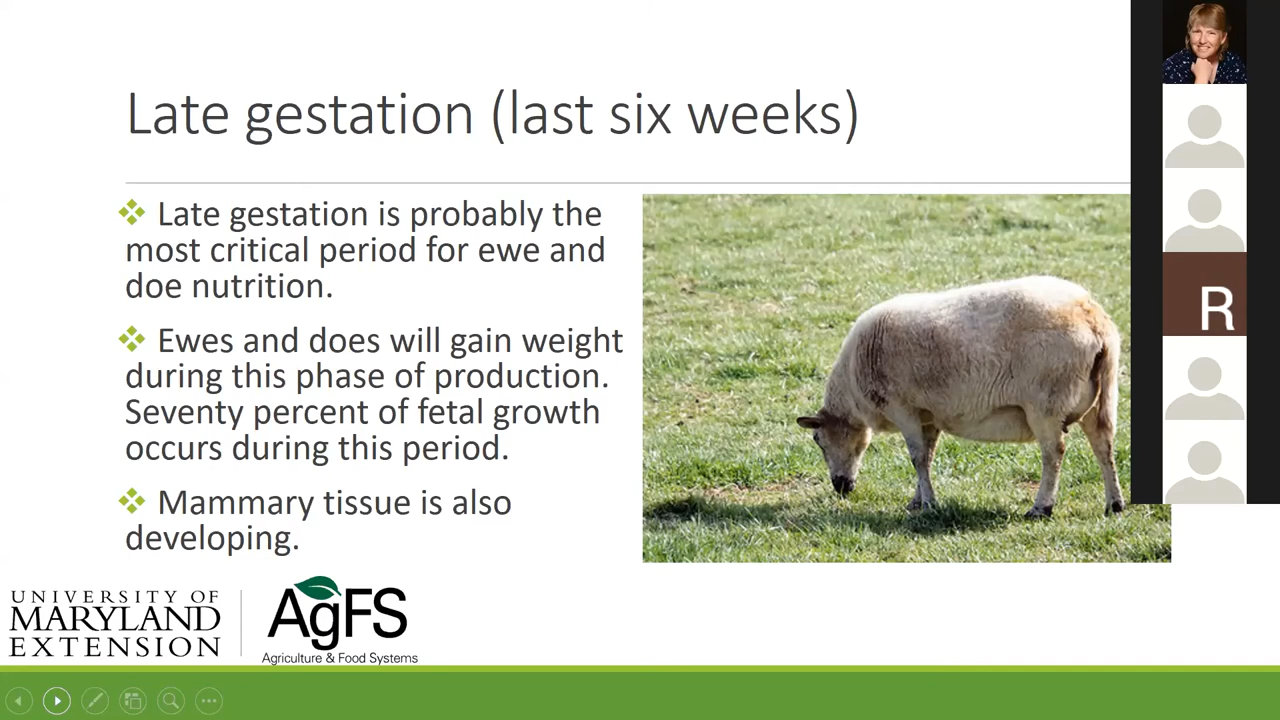 Late gestation (last six weeks)
Late gestation is probably the
most critical period for ewe and
doe nutrition.
Ewes and does will gain weight
during this phase of production.
Seventy percent of fetal growth
occurs during this period.
Mammary tissue is also
developing.
R
UNIVERSITY OF
MARYLAND
EXTENSION
AgFS
Agriculture & Food Systems